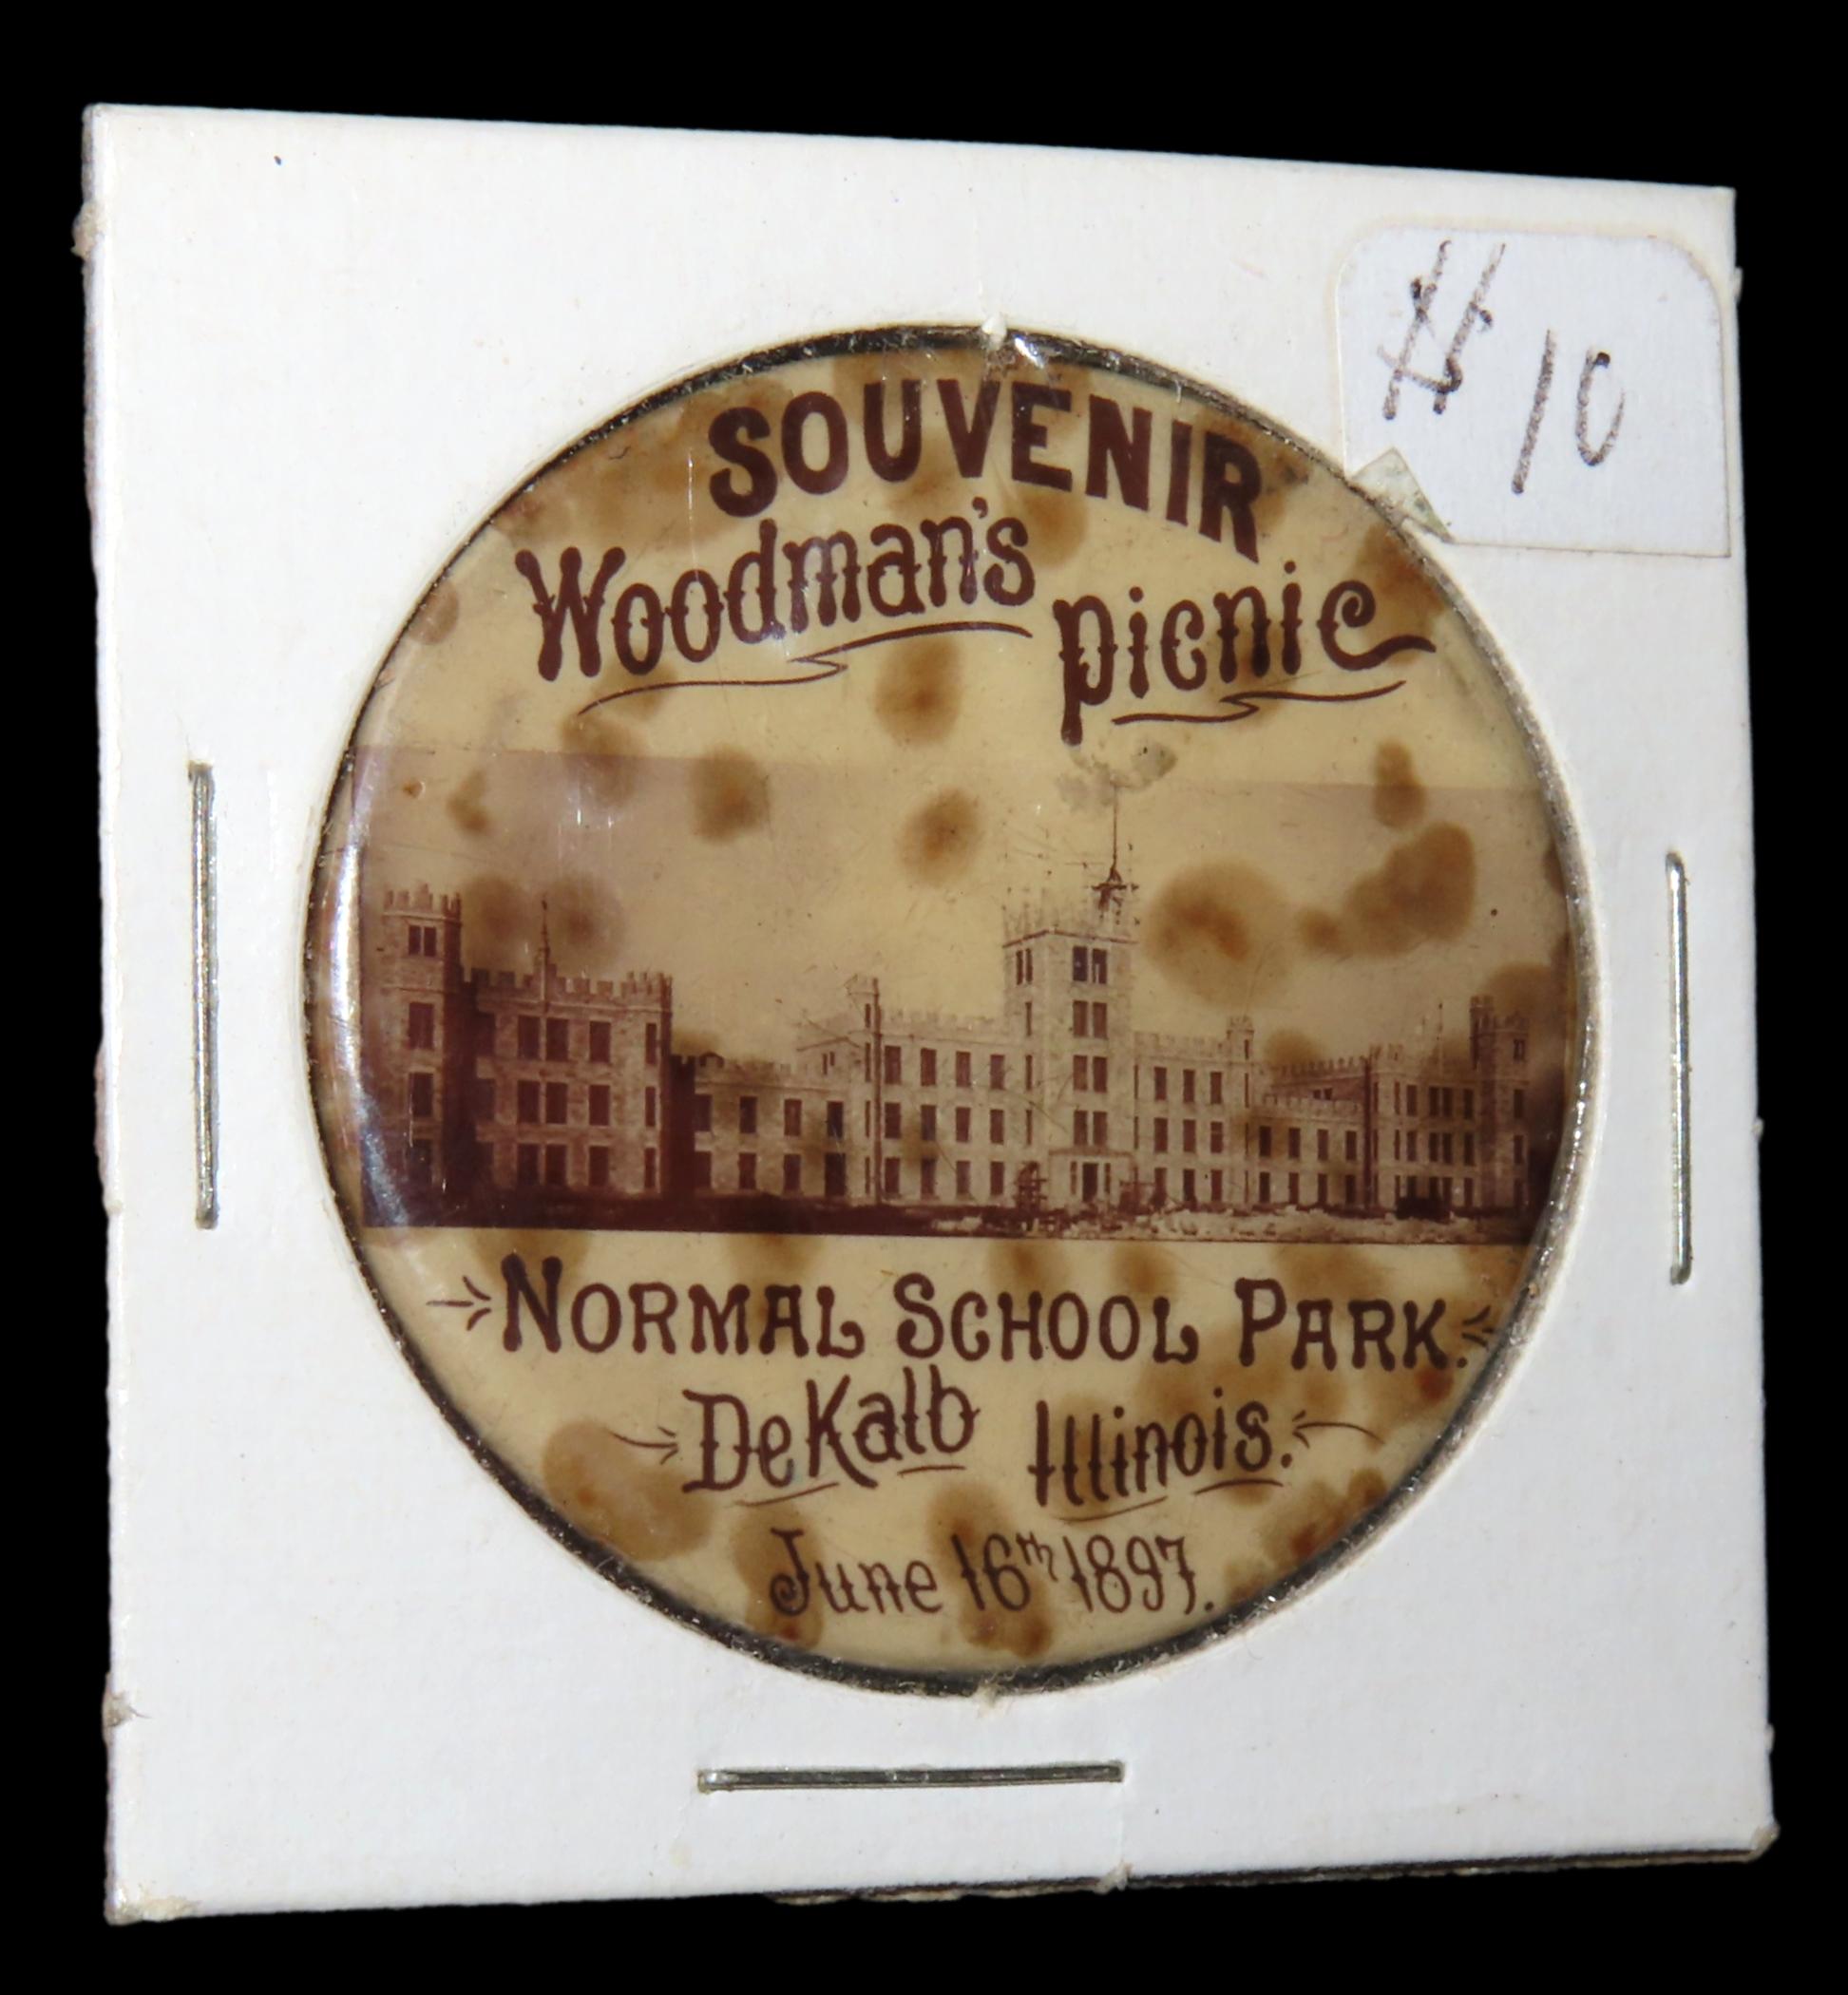 $10
SOUVENIR
Woodman's picnic
NORMAL SCHOOL PARK.
DeKalb Illinois.
June 16th 1897.